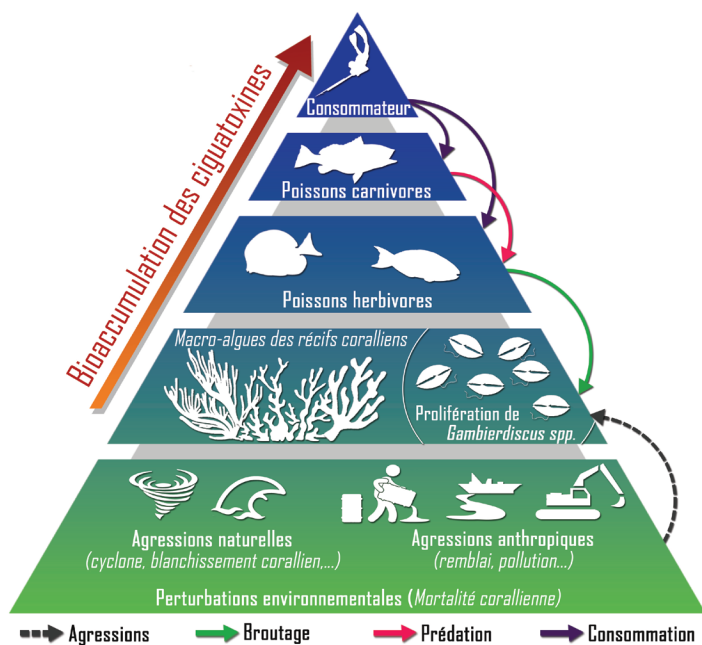 Bioaccumulation des ciguatoxines
Consommateur
Poissons carnivores
Poissons herbivores
Macro-algues des récifs coralliens
Prolifération de
Gambierdiscus spp.
Agressions naturelles
(cyclone, blanchissement corallien,...)
Agressions anthropiques
(remblai, pollution...)
Perturbations environnementales (Mortalité corallienne)
Agressions
Broutage
Prédation
Consommation